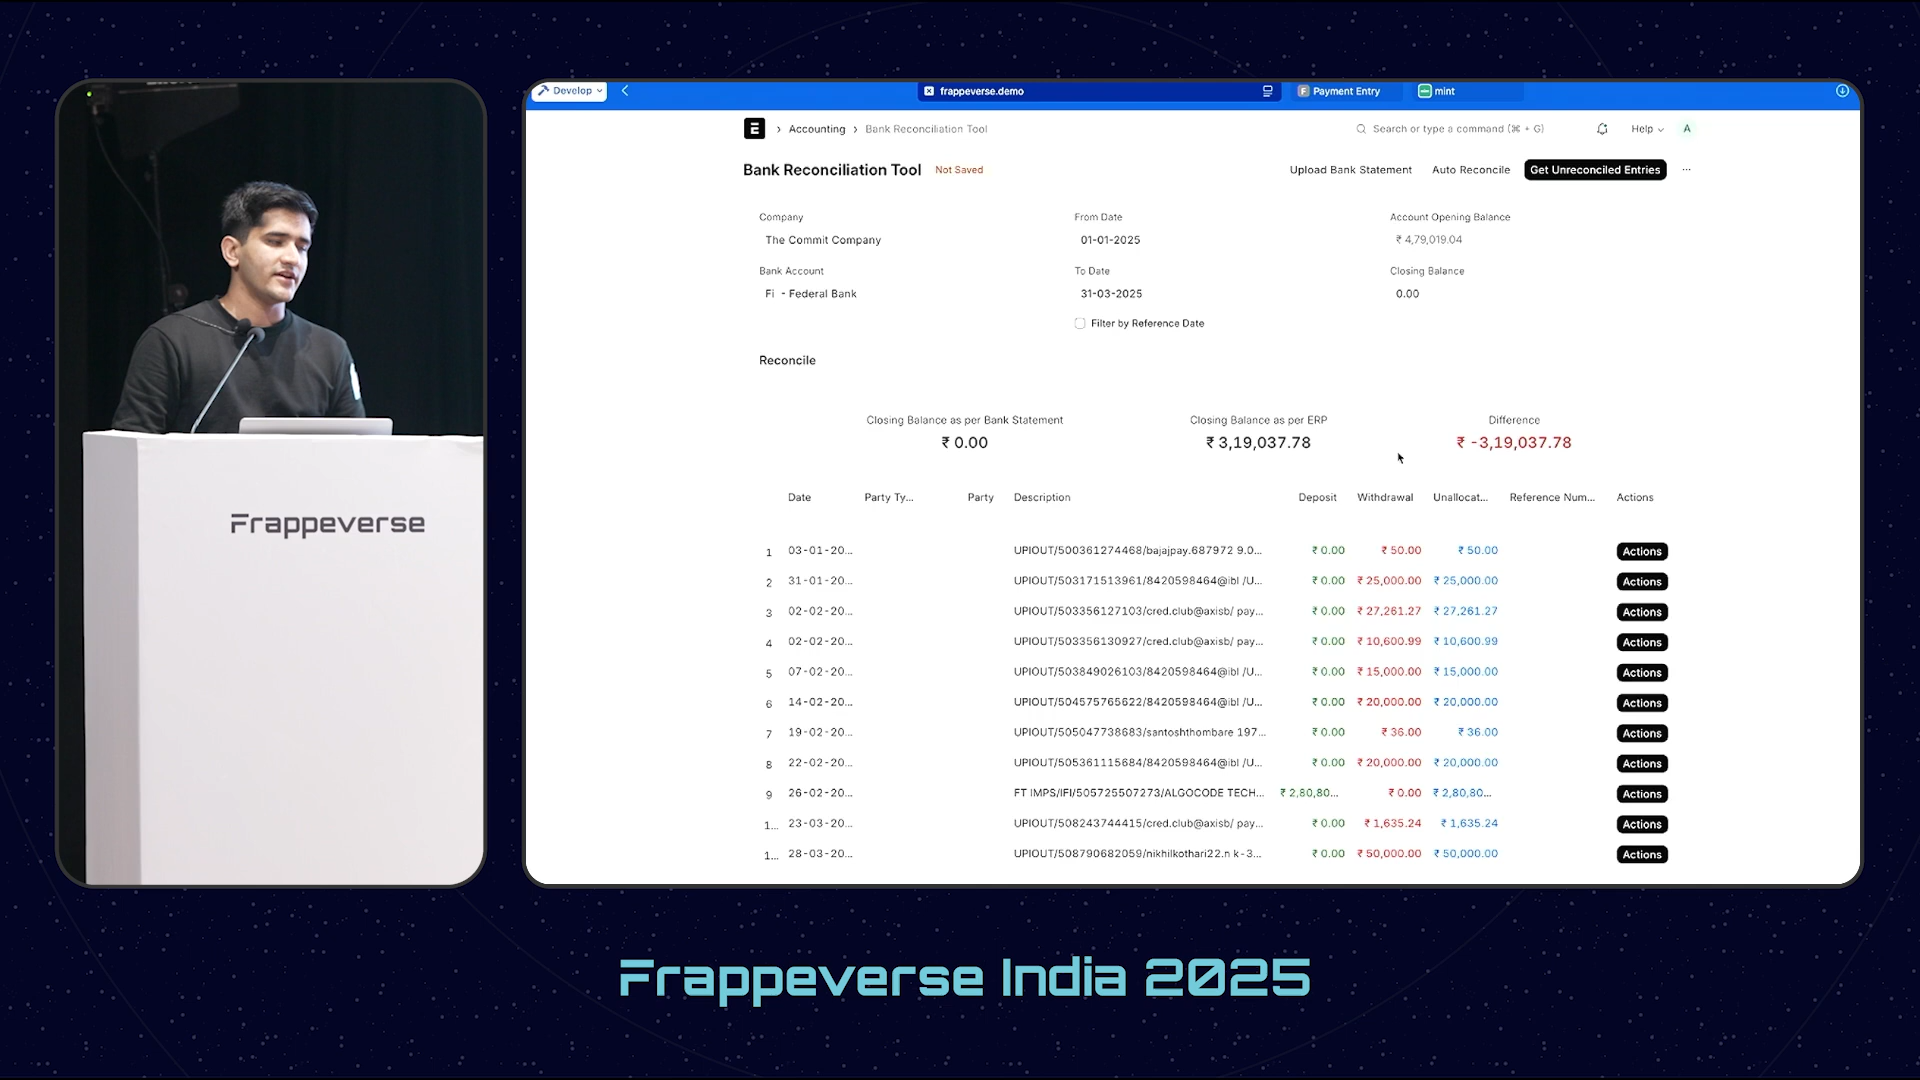 Develop
frappeverse.demo
Payment Entry
mint
Accounting
Bank Reconciliation Tool
Search or type a command (⌘ + G)
Help
A
Bank Reconciliation Tool
Not Saved
Upload Bank Statement
Auto Reconcile
Get Unreconciled Entries
...
Company
From Date
Account Opening Balance
The Commit Company
01-01-2025
₹ 4,79,019.04
Bank Account
To Date
Closing Balance
Fi - Federal Bank
31-03-2025
0.00
Filter by Reference Date
Reconcile
Closing Balance as per Bank Statement
Closing Balance as per ERP
Difference
₹ 0.00
₹ 3,19,037.78
₹ -3,19,037.78
Date Party Ty... Party Description Deposit Withdrawal Unallocat... Reference Num... Actions
1 03-01-20... UPIOUT/500361274468/bajajpay.687972 9.0... ₹ 0.00 ₹ 50.00 ₹ 50.00 Actions
2 31-01-20... UPIOUT/503171513961/8420598464@ibl /U... ₹ 0.00 ₹ 25,000.00 ₹ 25,000.00 Actions
3 02-02-20... UPIOUT/503356127103/cred.club@axisb/ pay... ₹ 0.00 ₹ 27,261.27 ₹ 27,261.27 Actions
4 02-02-20... UPIOUT/503356130927/cred.club@axisb/ pay... ₹ 0.00 ₹ 10,600.99 ₹ 10,600.99 Actions
5 07-02-20... UPIOUT/503849026103/8420598464@ibl /U... ₹ 0.00 ₹ 15,000.00 ₹ 15,000.00 Actions
6 14-02-20... UPIOUT/504575765622/8420598464@ibl /U... ₹ 0.00 ₹ 20,000.00 ₹ 20,000.00 Actions
7 19-02-20... UPIOUT/505047738683/santoshthombare 197... ₹ 0.00 ₹ 36.00 ₹ 36.00 Actions
8 22-02-20... UPIOUT/505361115684/8420598464@ibl /U... ₹ 0.00 ₹ 20,000.00 ₹ 20,000.00 Actions
9 26-02-20... FT IMPS/IFI/505725507273/ALGOCODE TECH... ₹ 2,80,80... ₹ 0.00 ₹ 2,80,80... Actions
1... 23-03-20... UPIOUT/508243744415/cred.club@axisb/ pay... ₹ 0.00 ₹ 1,635.24 ₹ 1,635.24 Actions
1... 28-03-20... UPIOUT/508790682059/nikhilkothari22.n k-3... ₹ 0.00 ₹ 50,000.00 ₹ 50,000.00 Actions
Frappeverse
Frappeverse India 2025